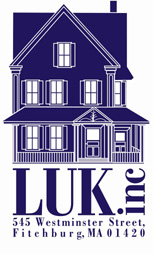 LUK.inc
545 Westminster Street,
Fitchburg, MA 01420